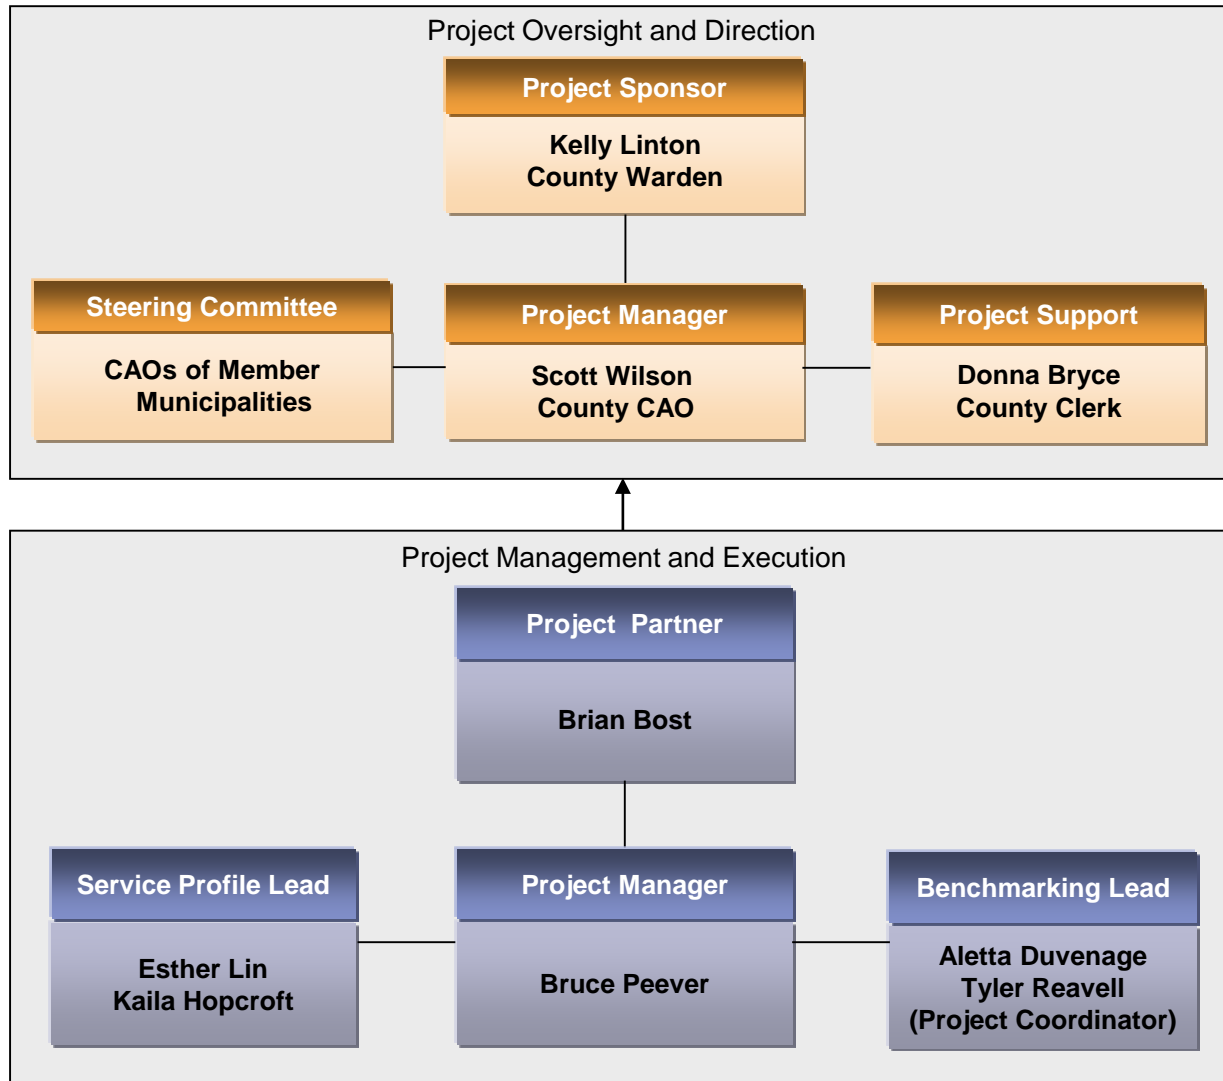 Project Oversight and Direction
Project Sponsor
Kelly Linton
County Warden
Steering Committee
CAOs of Member
Municipalities
Project Manager
Scott Wilson
County CAO
Project Support
Donna Bryce
County Clerk
Project Management and Execution
Project Partner
Brian Bost
Service Profile Lead
Esther Lin
Kaila Hopcroft
Project Manager
Bruce Peever
Benchmarking Lead
Aletta Duvenage
Tyler Reavell
(Project Coordinator)